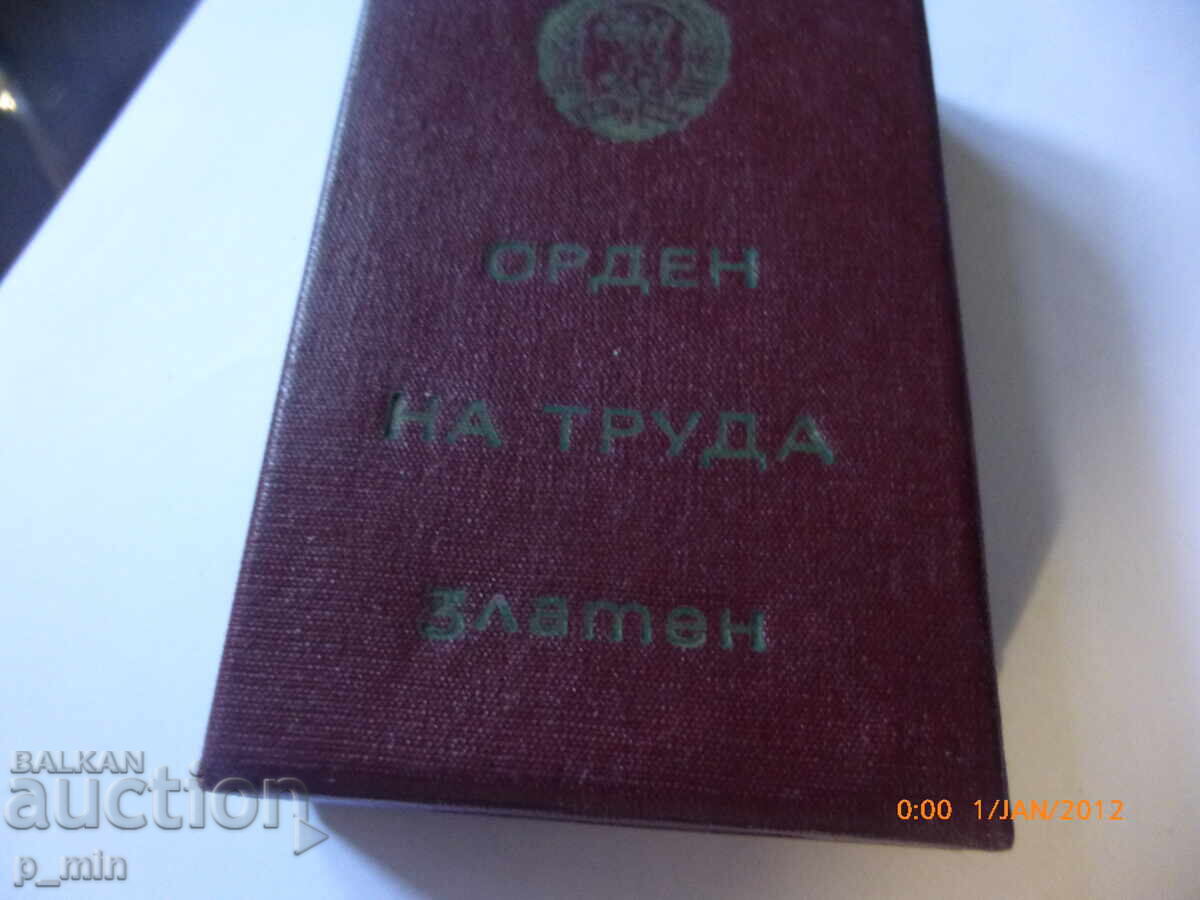 ОРДЕН
НА ТРУДА
Златен
BALKAN
auction
p_min
0:00 1/JAN/2012